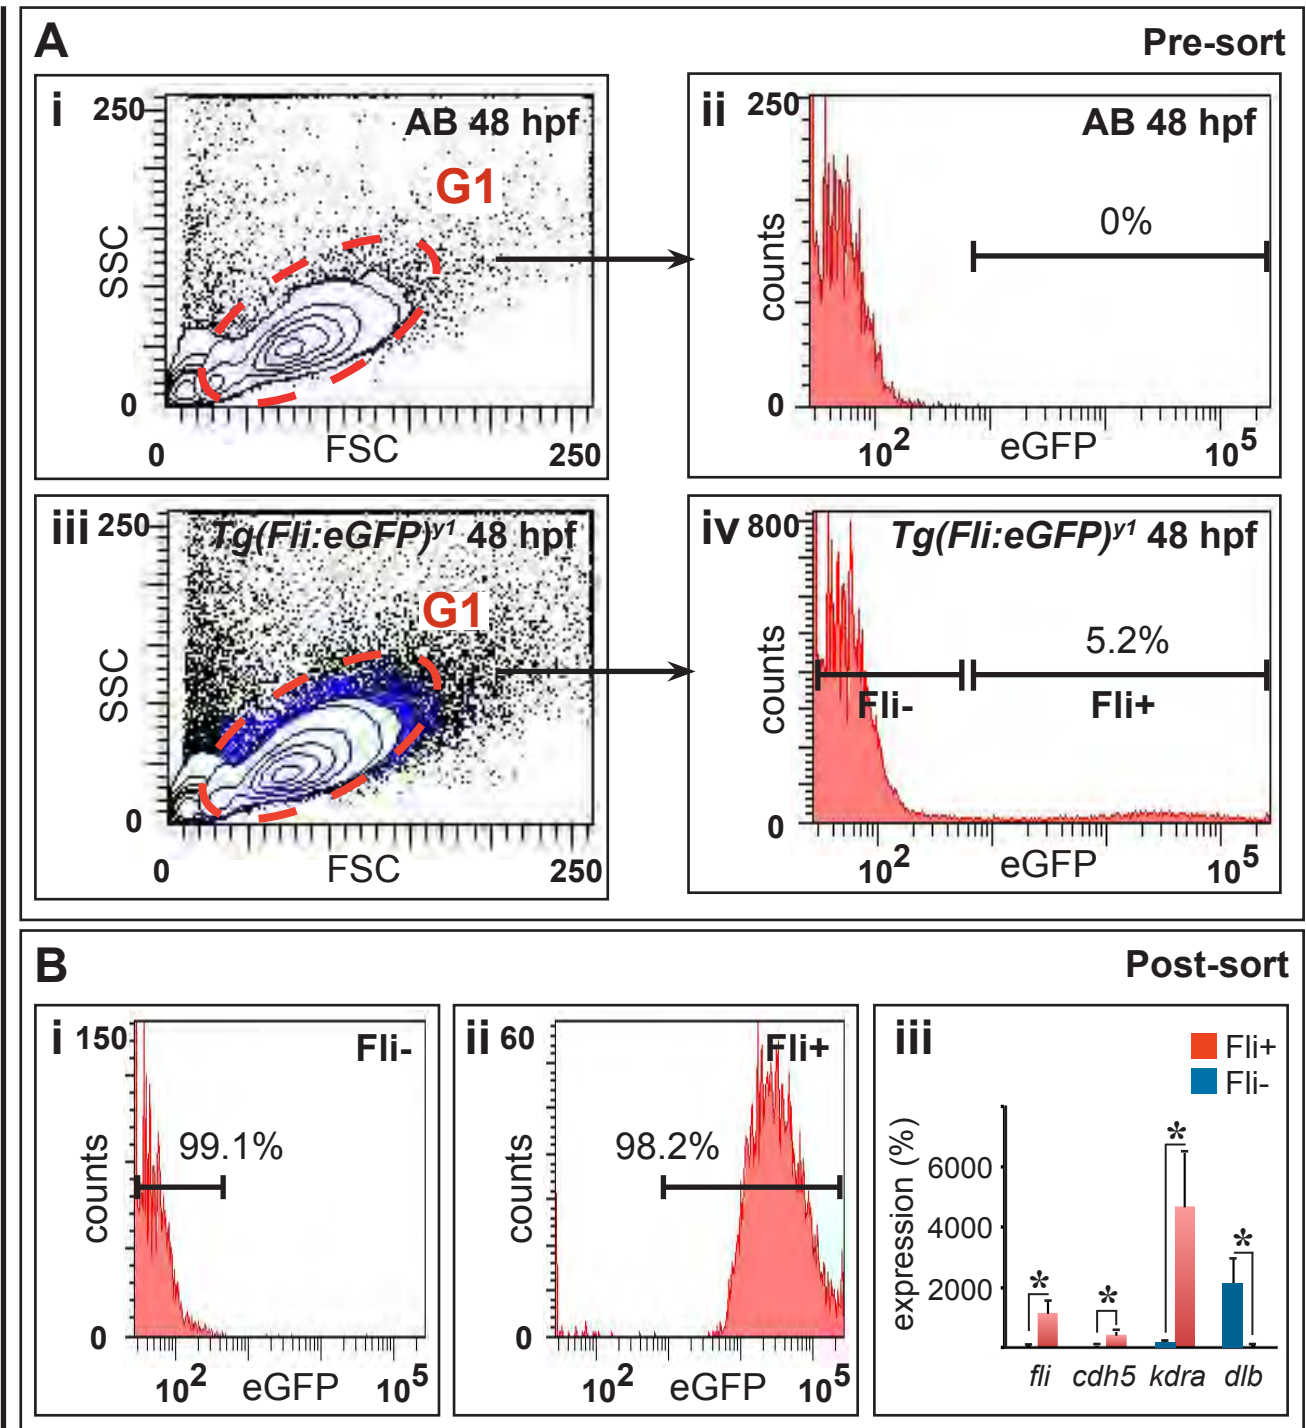 A
Pre-sort
i
250
AB 48 hpf
G1
SSC
0
0
FSC
250
ii
250
AB 48 hpf
0%
counts
0
10²
eGFP
10⁵
iii
250
Tg(Fli:eGFP)ʸ¹ 48 hpf
G1
SSC
0
0
FSC
250
iv
800
Tg(Fli:eGFP)ʸ¹ 48 hpf
5.2%
counts
Fli-
Fli+
0
10²
eGFP
10⁵
B
Post-sort
i
150
Fli-
99.1%
counts
0
10²
eGFP
10⁵
ii
60
Fli+
98.2%
counts
0
10²
eGFP
10⁵
iii
Fli+
Fli-
expression (%)
6000
4000
2000
*
*
*
*
fli
cdh5
kdra
dlb